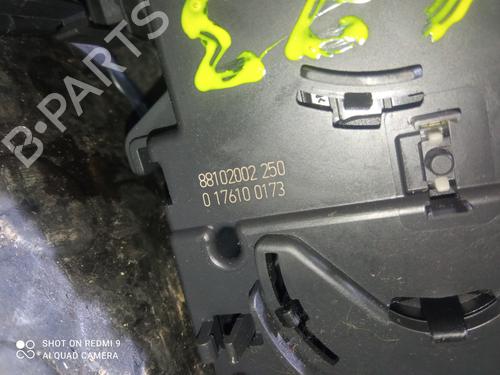 88102002 250
0 17610 0173
B-PARTS
SHOT ON REDMI 9
AI QUAD CAMERA